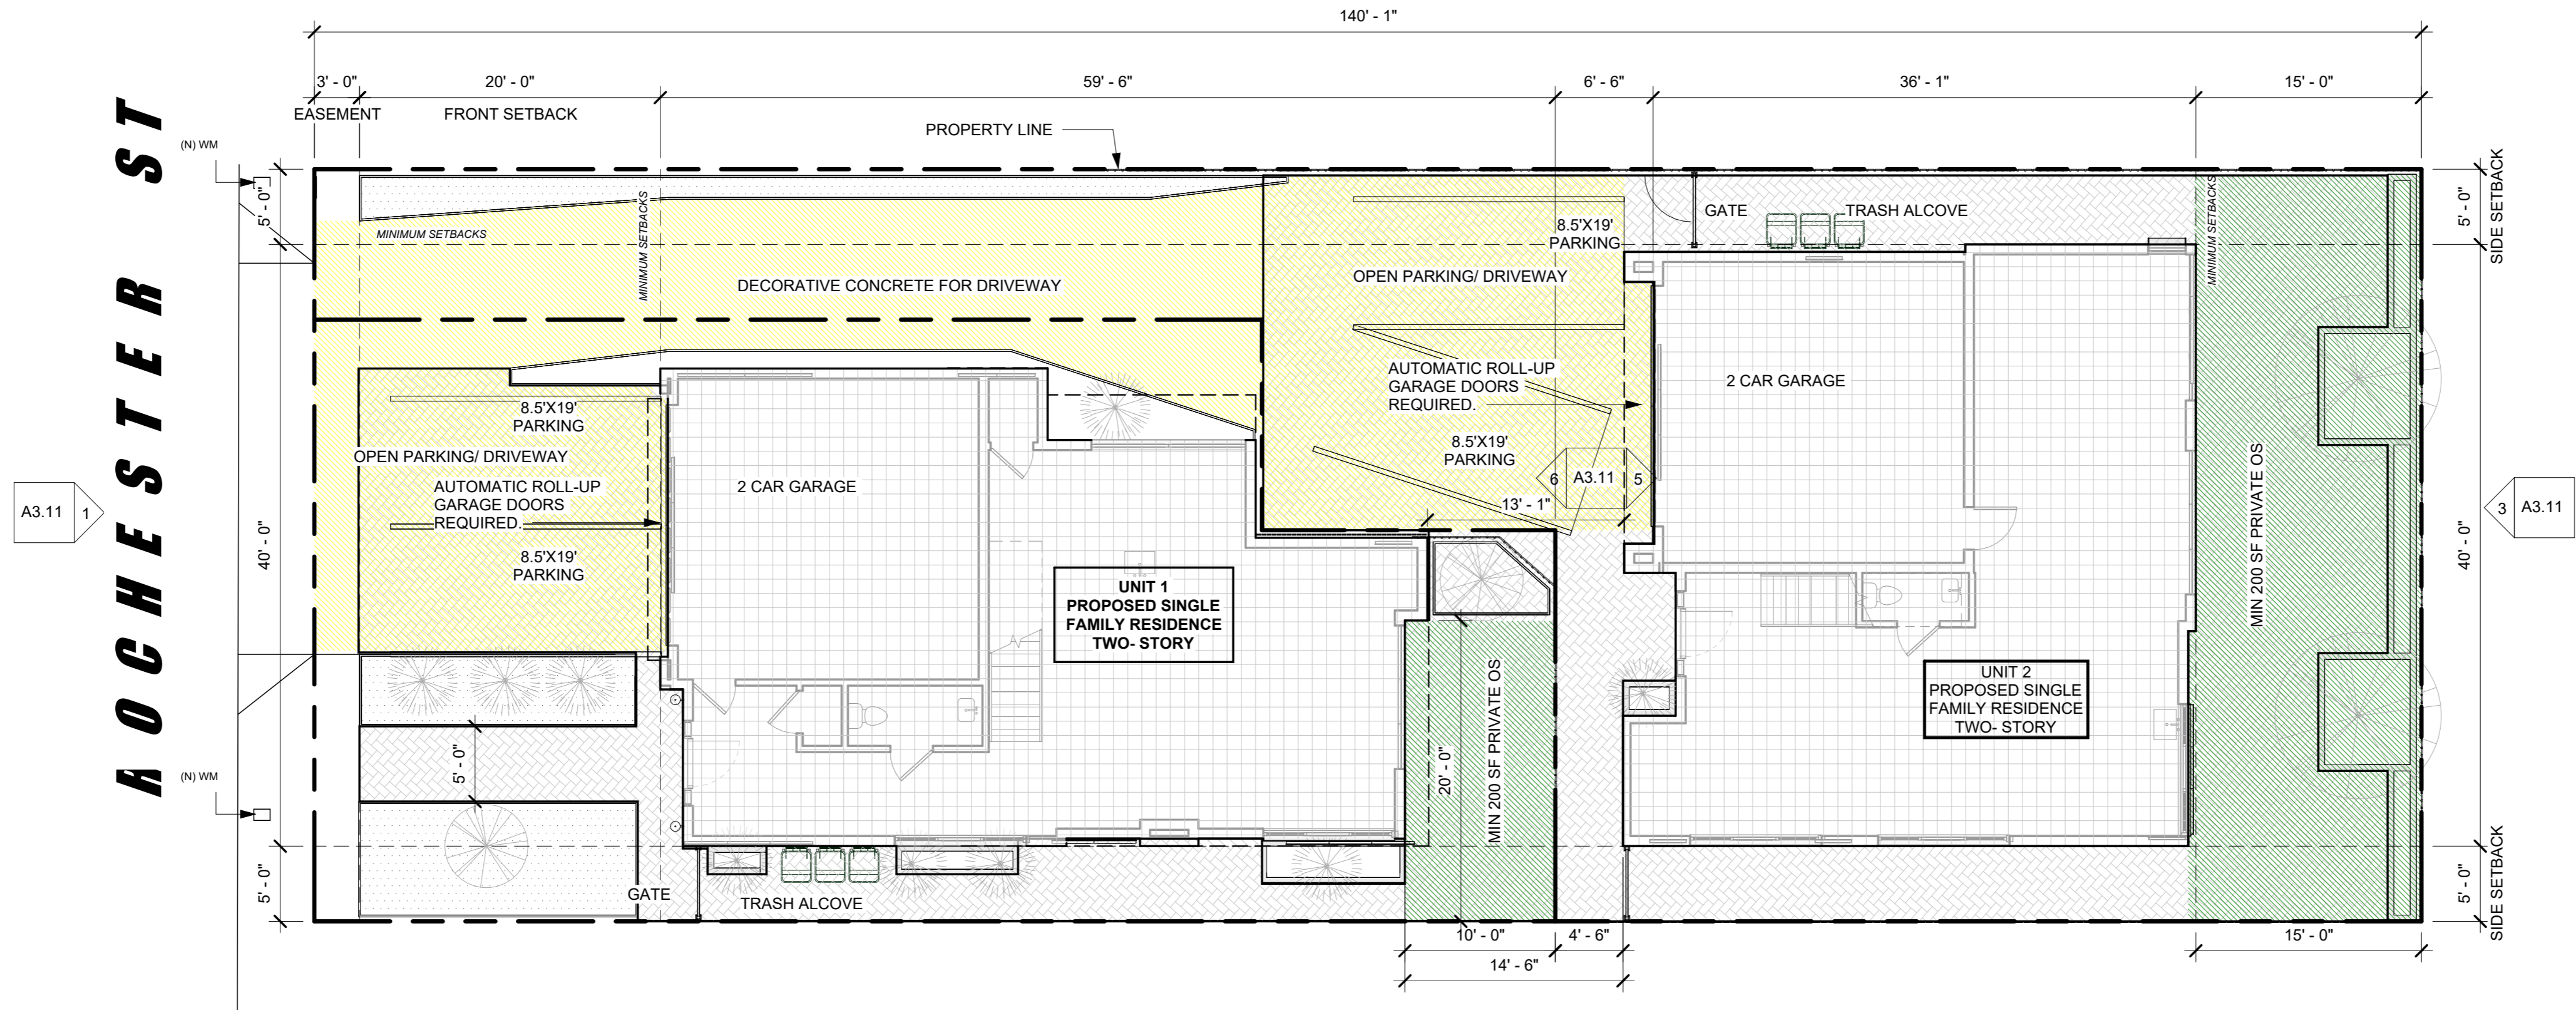 140' - 1"
3' - 0"
20' - 0"
59' - 6"
6' - 6"
36' - 1"
15' - 0"
EASEMENT
FRONT SETBACK
PROPERTY LINE
ROCHESTER ST
(N) WM
5' - 0"
MINIMUM SETBACKS
MINIMUM SETBACKS
DECORATIVE CONCRETE FOR DRIVEWAY
8.5'X19'
PARKING
OPEN PARKING/ DRIVEWAY
GATE
TRASH ALCOVE
MINIMUM SETBACKS
5' - 0"
SIDE SETBACK
AUTOMATIC ROLL-UP
GARAGE DOORS
REQUIRED.
2 CAR GARAGE
8.5'X19'
PARKING
8.5'X19'
PARKING
OPEN PARKING/ DRIVEWAY
AUTOMATIC ROLL-UP
GARAGE DOORS
REQUIRED.
8.5'X19'
PARKING
2 CAR GARAGE
6
A3.11
5
13' - 1"
A3.11
1
3
A3.11
40' - 0"
40' - 0"
UNIT 1
PROPOSED SINGLE
FAMILY RESIDENCE
TWO- STORY
MIN 200 SF PRIVATE OS
MIN 200 SF PRIVATE OS
20' - 0"
UNIT 2
PROPOSED SINGLE
FAMILY RESIDENCE
TWO- STORY
5' - 0"
(N) WM
5' - 0"
GATE
TRASH ALCOVE
5' - 0"
SIDE SETBACK
10' - 0"
4' - 6"
15' - 0"
14' - 6"